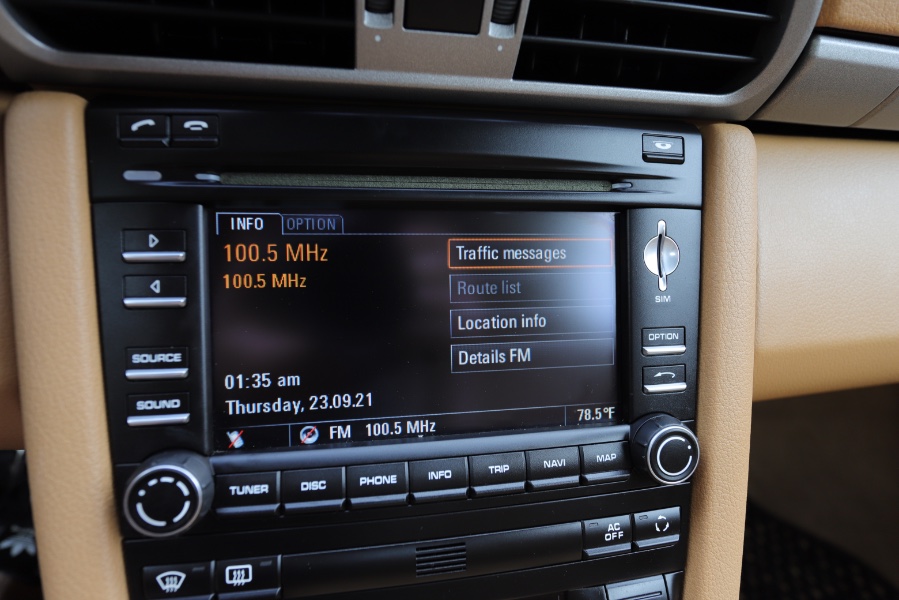 INFO OPTION
100.5 MHz
100.5 MHz
Traffic messages
Route list
Location info
Details FM
01:35 am
Thursday, 23.09.21
FM 100.5 MHz
78.5°F
SOURCE
SOUND
SIM
OPTION
TUNER DISC PHONE INFO TRIP NAVI MAP
AC
OFF